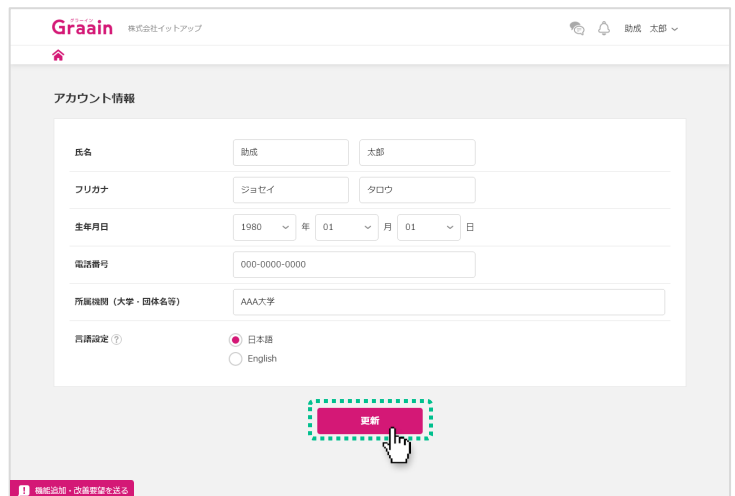 グラーイン
Graain 株式会社イットアップ 助成 太郎
アカウント情報
氏名 助成 太郎
フリガナ ジョセイ タロウ
生年月日 1980 年 01 月 01 日
電話番号 000-0000-0000
所属機関（大学・団体名等） AAA大学
言語設定 ? 日本語
English
更新
! 機能追加・改善要望を送る